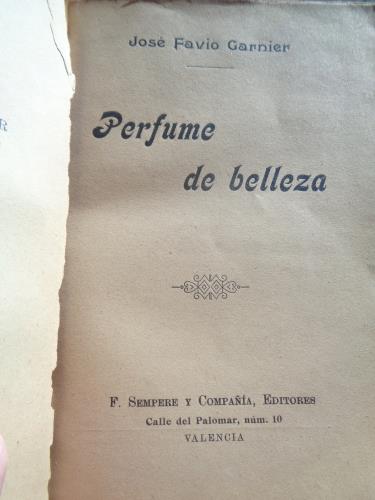 José Favio Garnier
Perfume
de belleza
F. Sempere y Compañía, Editores
Calle del Palomar, núm. 10
VALENCIA
R